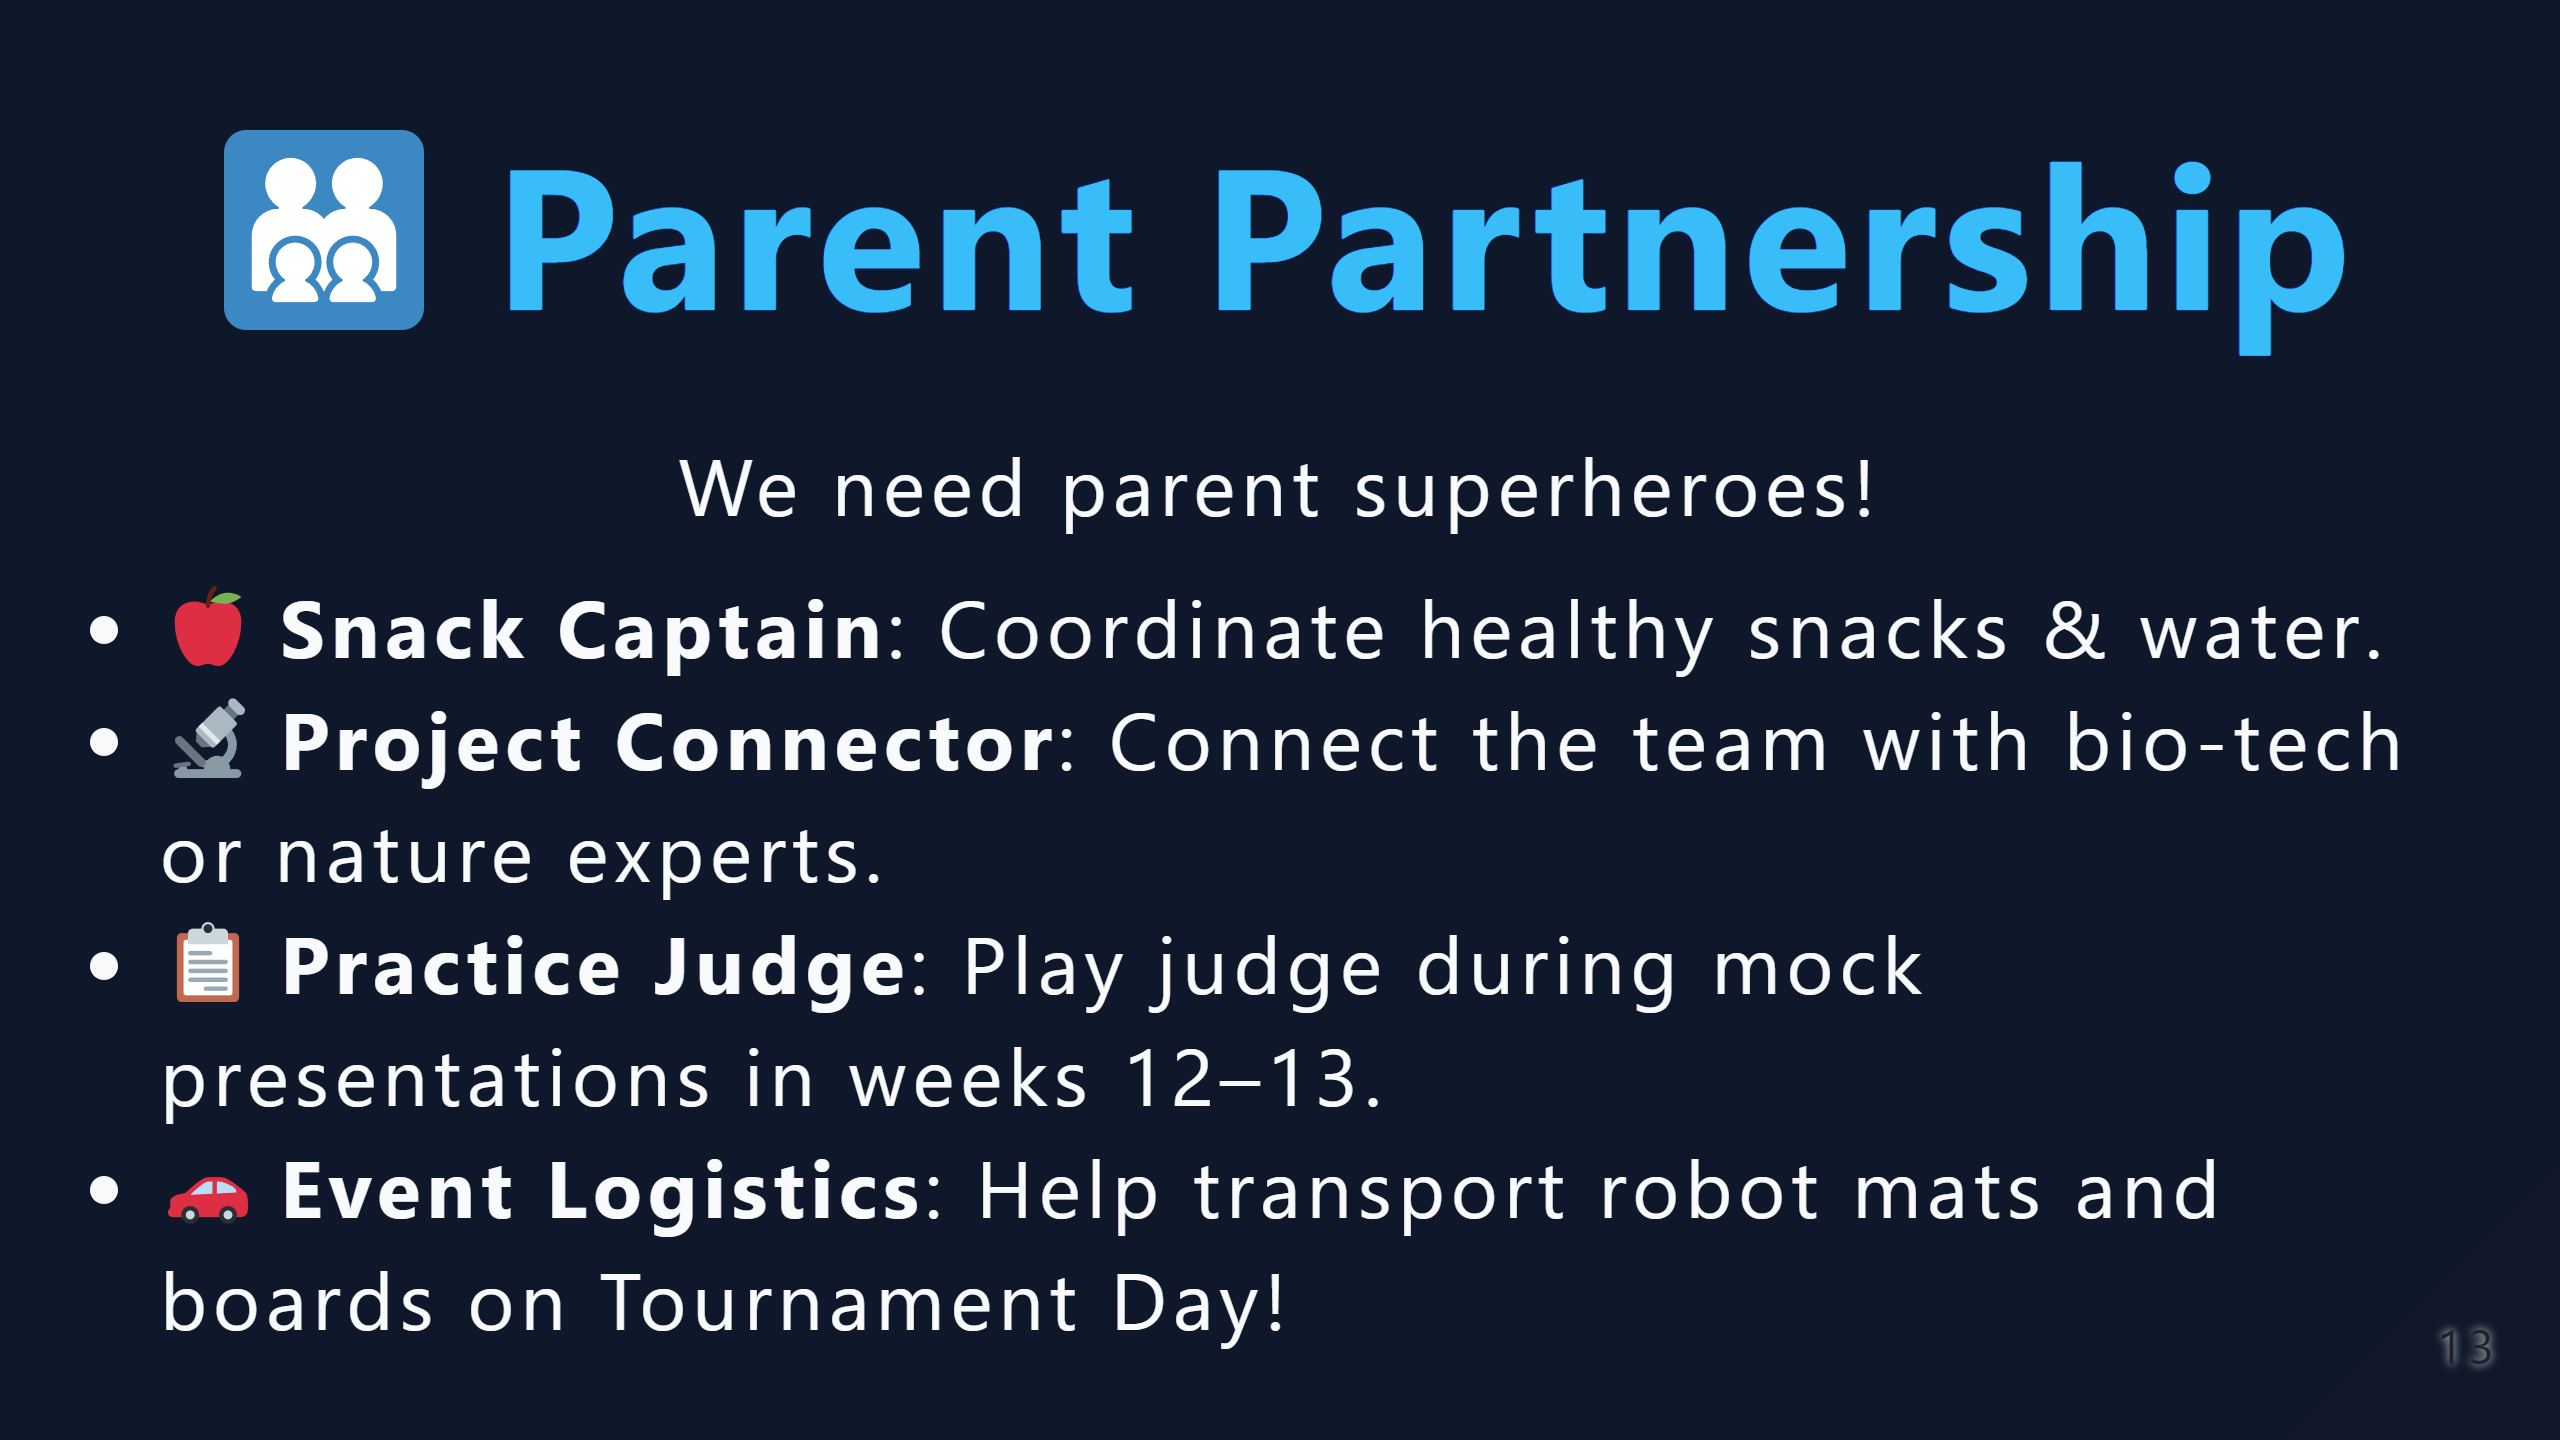 Parent Partnership
We need parent superheroes!
• Snack Captain: Coordinate healthy snacks & water.
• Project Connector: Connect the team with bio-tech
or nature experts.
• Practice Judge: Play judge during mock
presentations in weeks 12–13.
• Event Logistics: Help transport robot mats and
boards on Tournament Day!
13